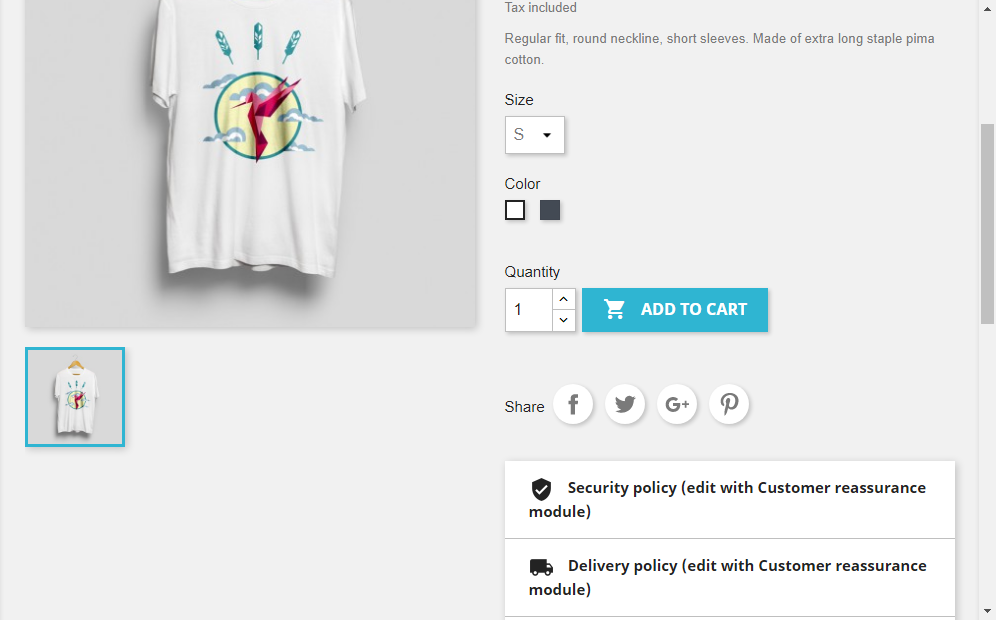 Tax included
Regular fit, round neckline, short sleeves. Made of extra long staple pima
cotton.
Size
S
Color
Quantity
1
ADD TO CART
Share
G+
Security policy (edit with Customer reassurance
module)
Delivery policy (edit with Customer reassurance
module)